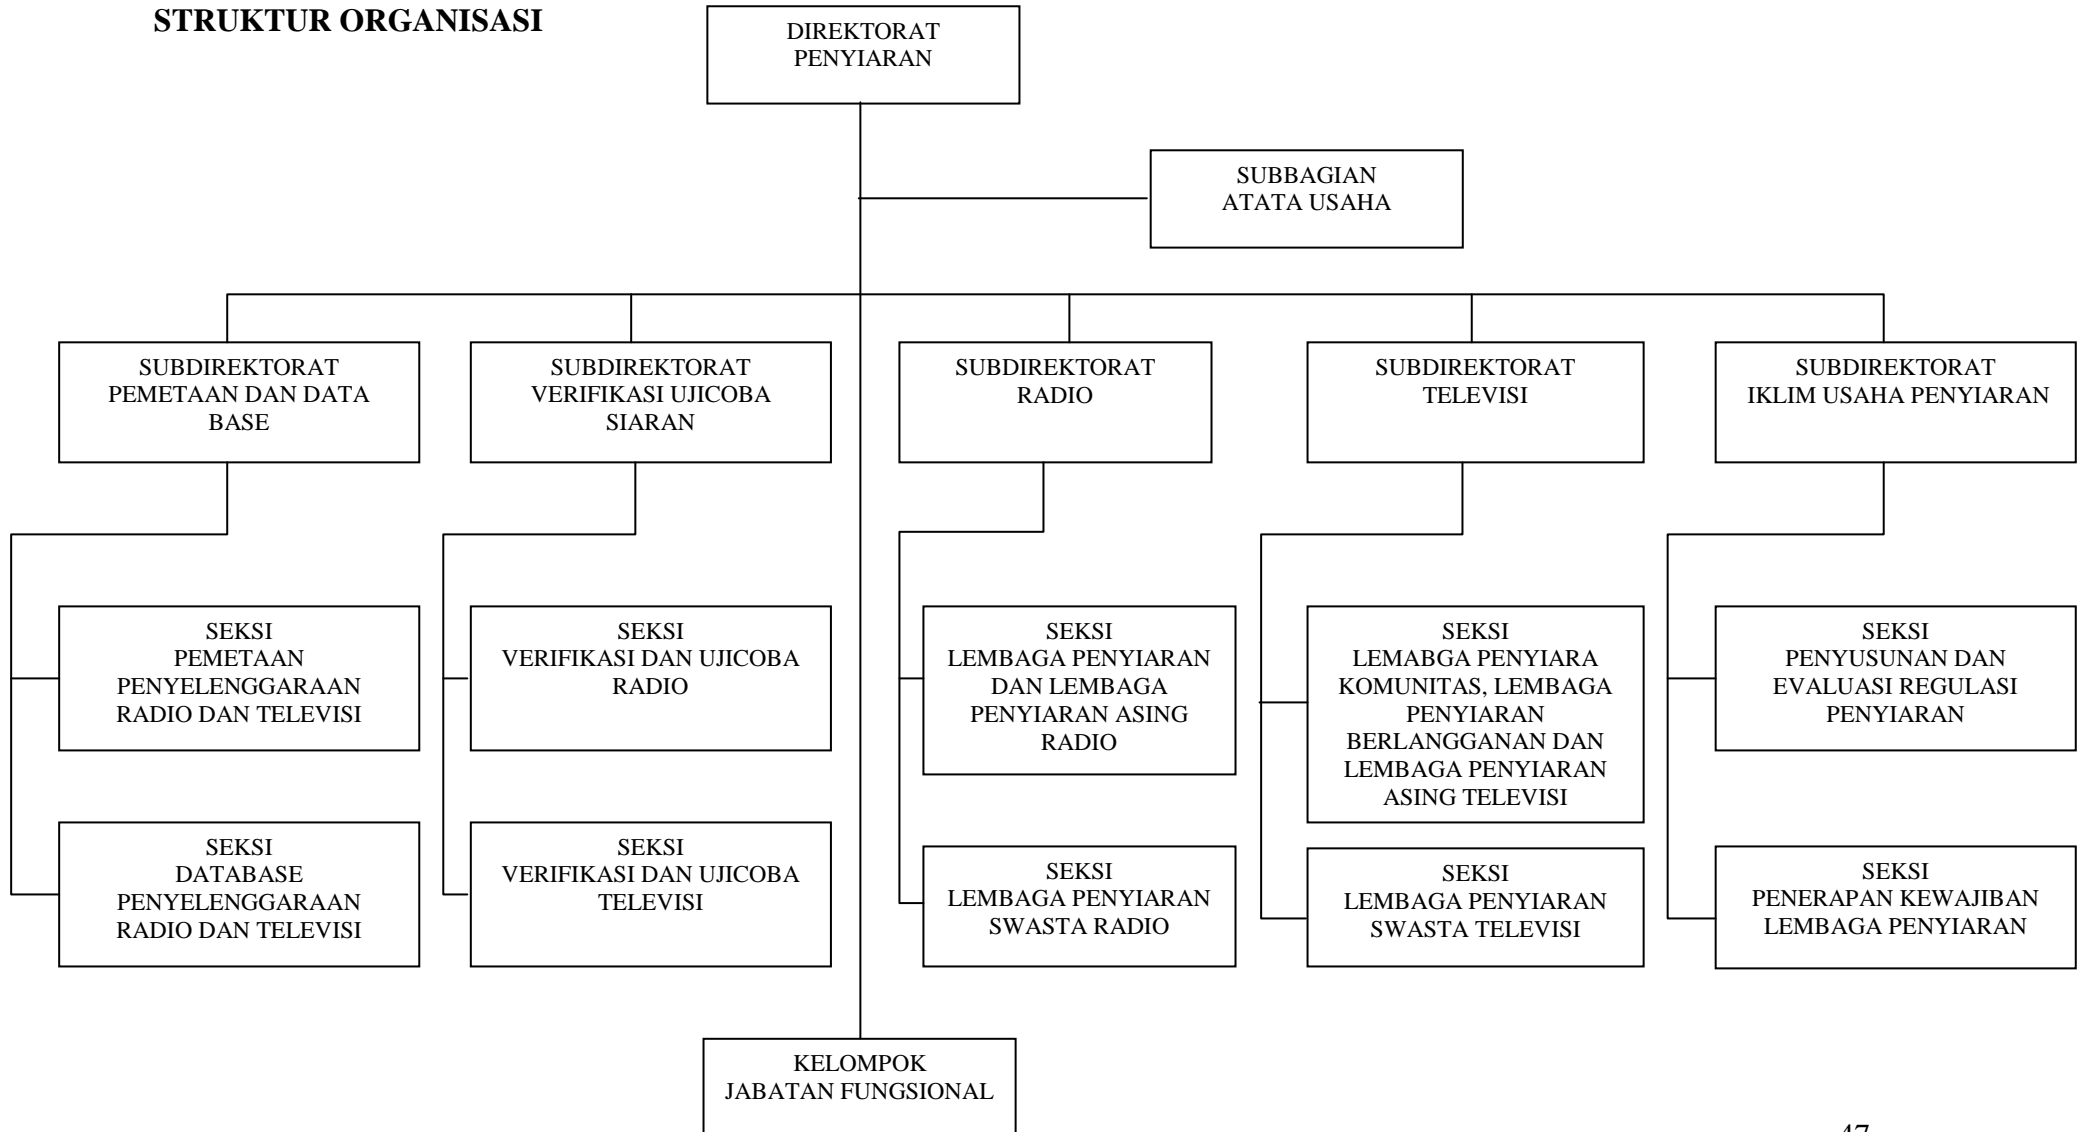 STRUKTUR ORGANISASI
DIREKTORAT
PENYIARAN
SUBBAGIAN
ATATA USAHA
SUBDIREKTORAT
PEMETAAN DAN DATA
BASE
SUBDIREKTORAT
VERIFIKASI UJICOBA
SIARAN
SUBDIREKTORAT
RADIO
SUBDIREKTORAT
TELEVISI
SUBDIREKTORAT
IKLIM USAHA PENYIARAN
SEKSI
PEMETAAN
PENYELENGGARAAN
RADIO DAN TELEVISI
SEKSI
VERIFIKASI DAN UJICOBA
RADIO
SEKSI
LEMBAGA PENYIARAN
DAN LEMBAGA
PENYIARAN ASING
RADIO
SEKSI
LEMABGA PENYIARA
KOMUNITAS, LEMBAGA
PENYIARAN
BERLANGGANAN DAN
LEMBAGA PENYIARAN
ASING TELEVISI
SEKSI
PENYUSUNAN DAN
EVALUASI REGULASI
PENYIARAN
SEKSI
DATABASE
PENYELENGGARAAN
RADIO DAN TELEVISI
SEKSI
VERIFIKASI DAN UJICOBA
TELEVISI
SEKSI
LEMBAGA PENYIARAN
SWASTA RADIO
SEKSI
LEMBAGA PENYIARAN
SWASTA TELEVISI
SEKSI
PENERAPAN KEWAJIBAN
LEMBAGA PENYIARAN
KELOMPOK
JABATAN FUNGSIONAL
47